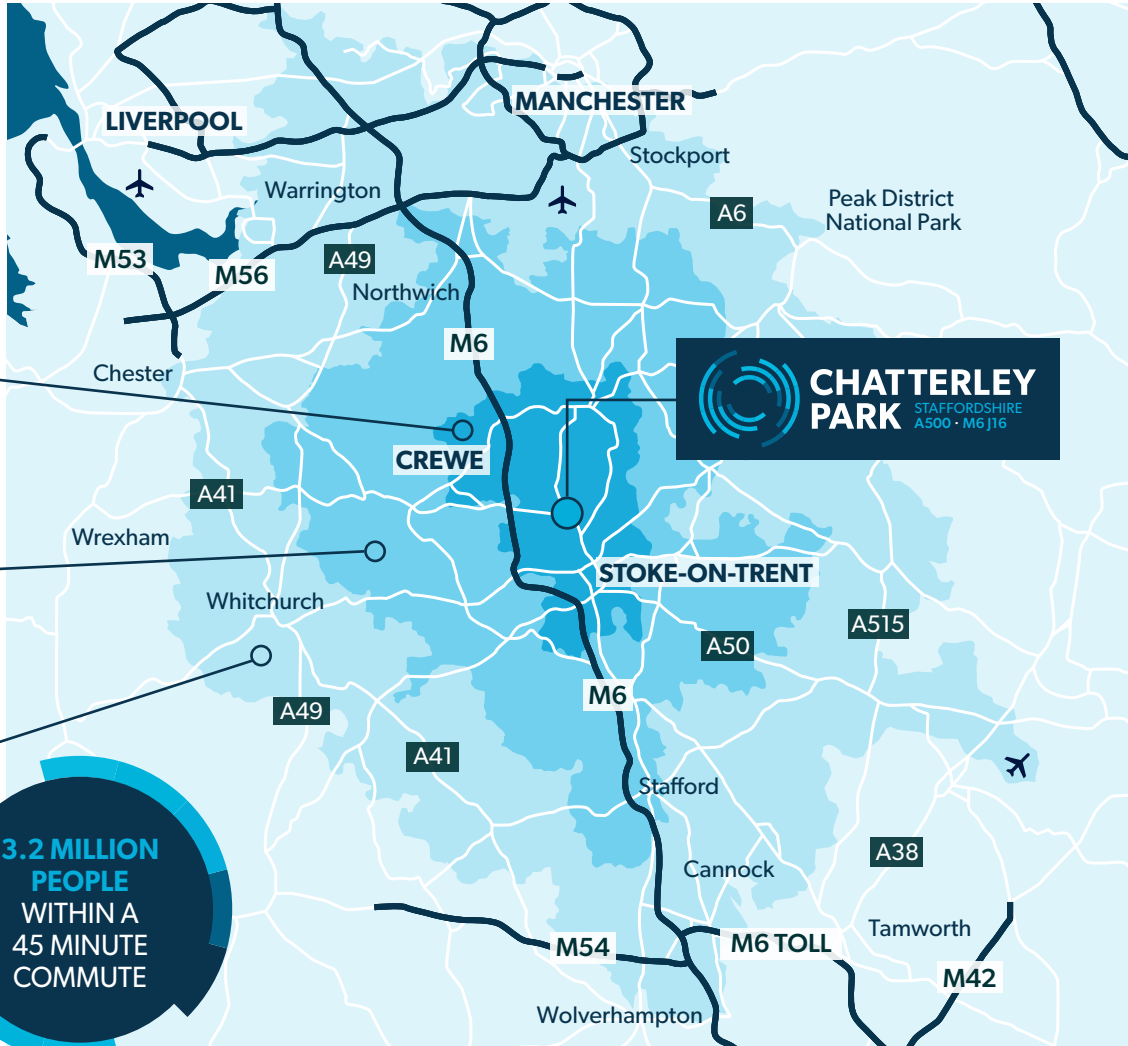 MANCHESTER
LIVERPOOL
Stockport
Warrington
Peak District
National Park
A6
M53
M56
A49
Northwich
M6
Chester
CHATTERLEY
PARK
STAFFORDSHIRE
A500 · M6 J16
CREWE
A41
Wrexham
STOKE-ON-TRENT
Whitchurch
A515
A50
M6
A49
A41
Stafford
3.2 MILLION
PEOPLE
WITHIN A
45 MINUTE
COMMUTE
A38
Cannock
Tamworth
M54
M6 TOLL
M42
Wolverhampton